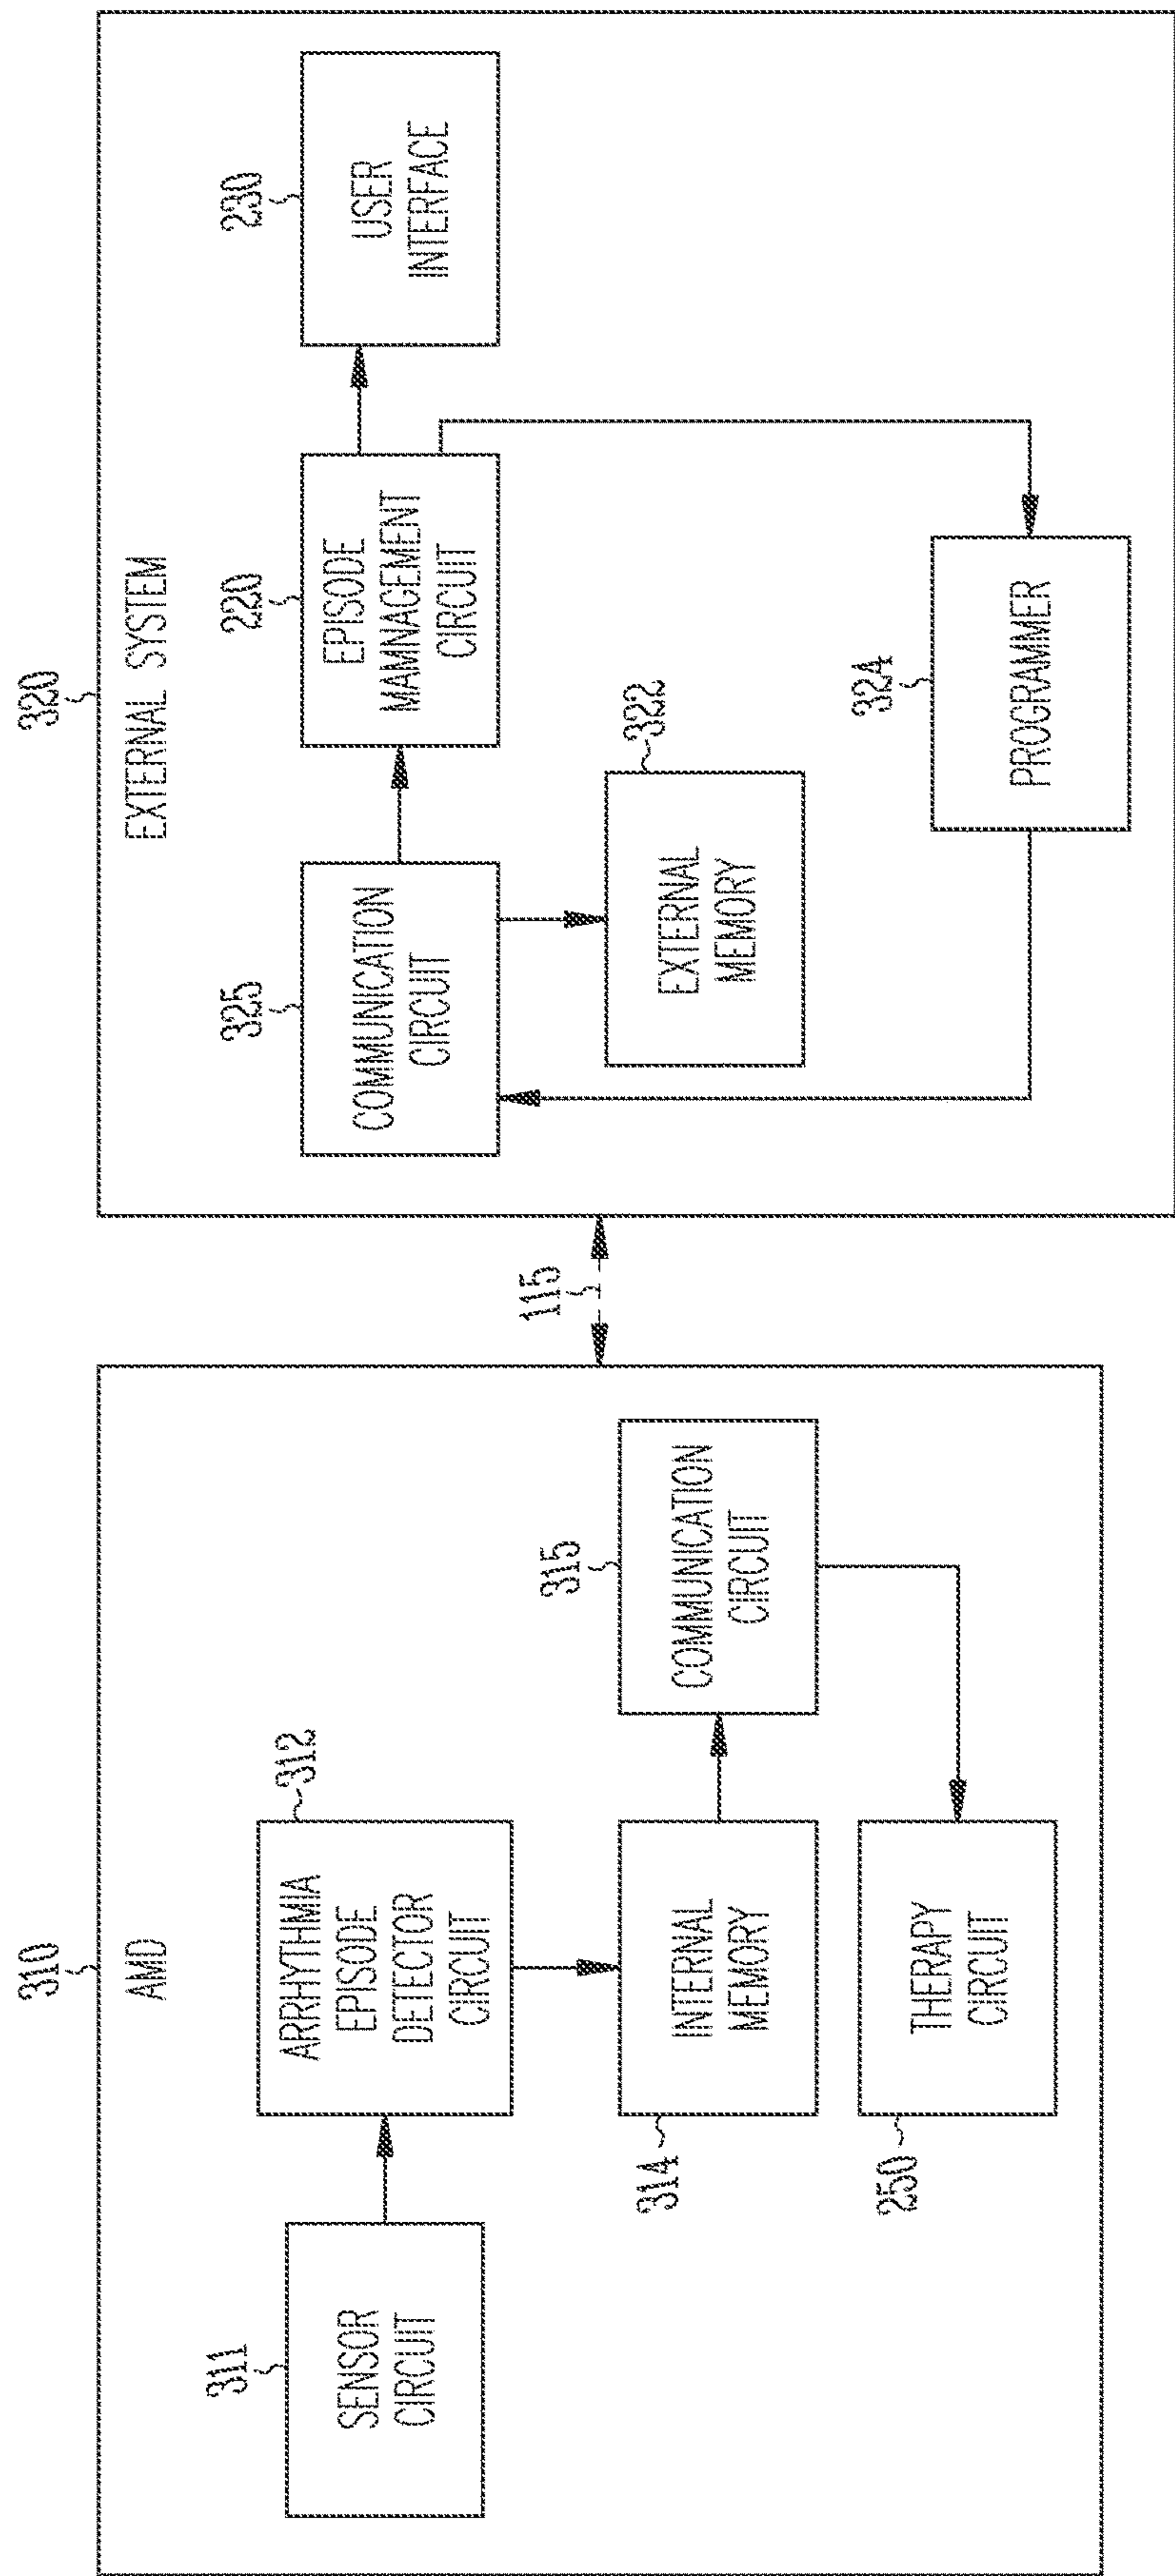 310
AMD
311
SENSOR
CIRCUIT
312
ARRHYTHMIA
EPISODE
DETECTOR
CIRCUIT
314
INTERNAL
MEMORY
315
COMMUNICATION
CIRCUIT
250
THERAPY
CIRCUIT
115
320
EXTERNAL SYSTEM
325
COMMUNICATION
CIRCUIT
220
EPISODE
MAMNAGEMENT
CIRCUIT
230
USER
INTERFACE
322
EXTERNAL
MEMORY
324
PROGRAMMER